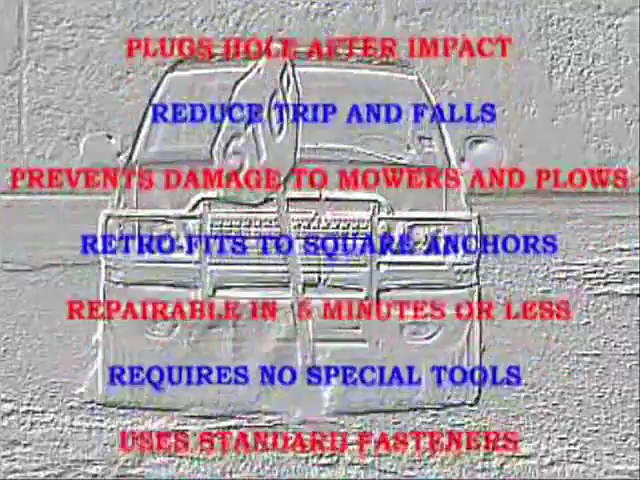 PLUGS HOLE AFTER IMPACT
REDUCE TRIP AND FALLS
PREVENTS DAMAGE TO MOWERS AND PLOWS
RETRO-FITS TO SQUARE ANCHORS
REPAIRABLE IN 5 MINUTES OR LESS
REQUIRES NO SPECIAL TOOLS
USES STANDARD FASTENERS
STOP